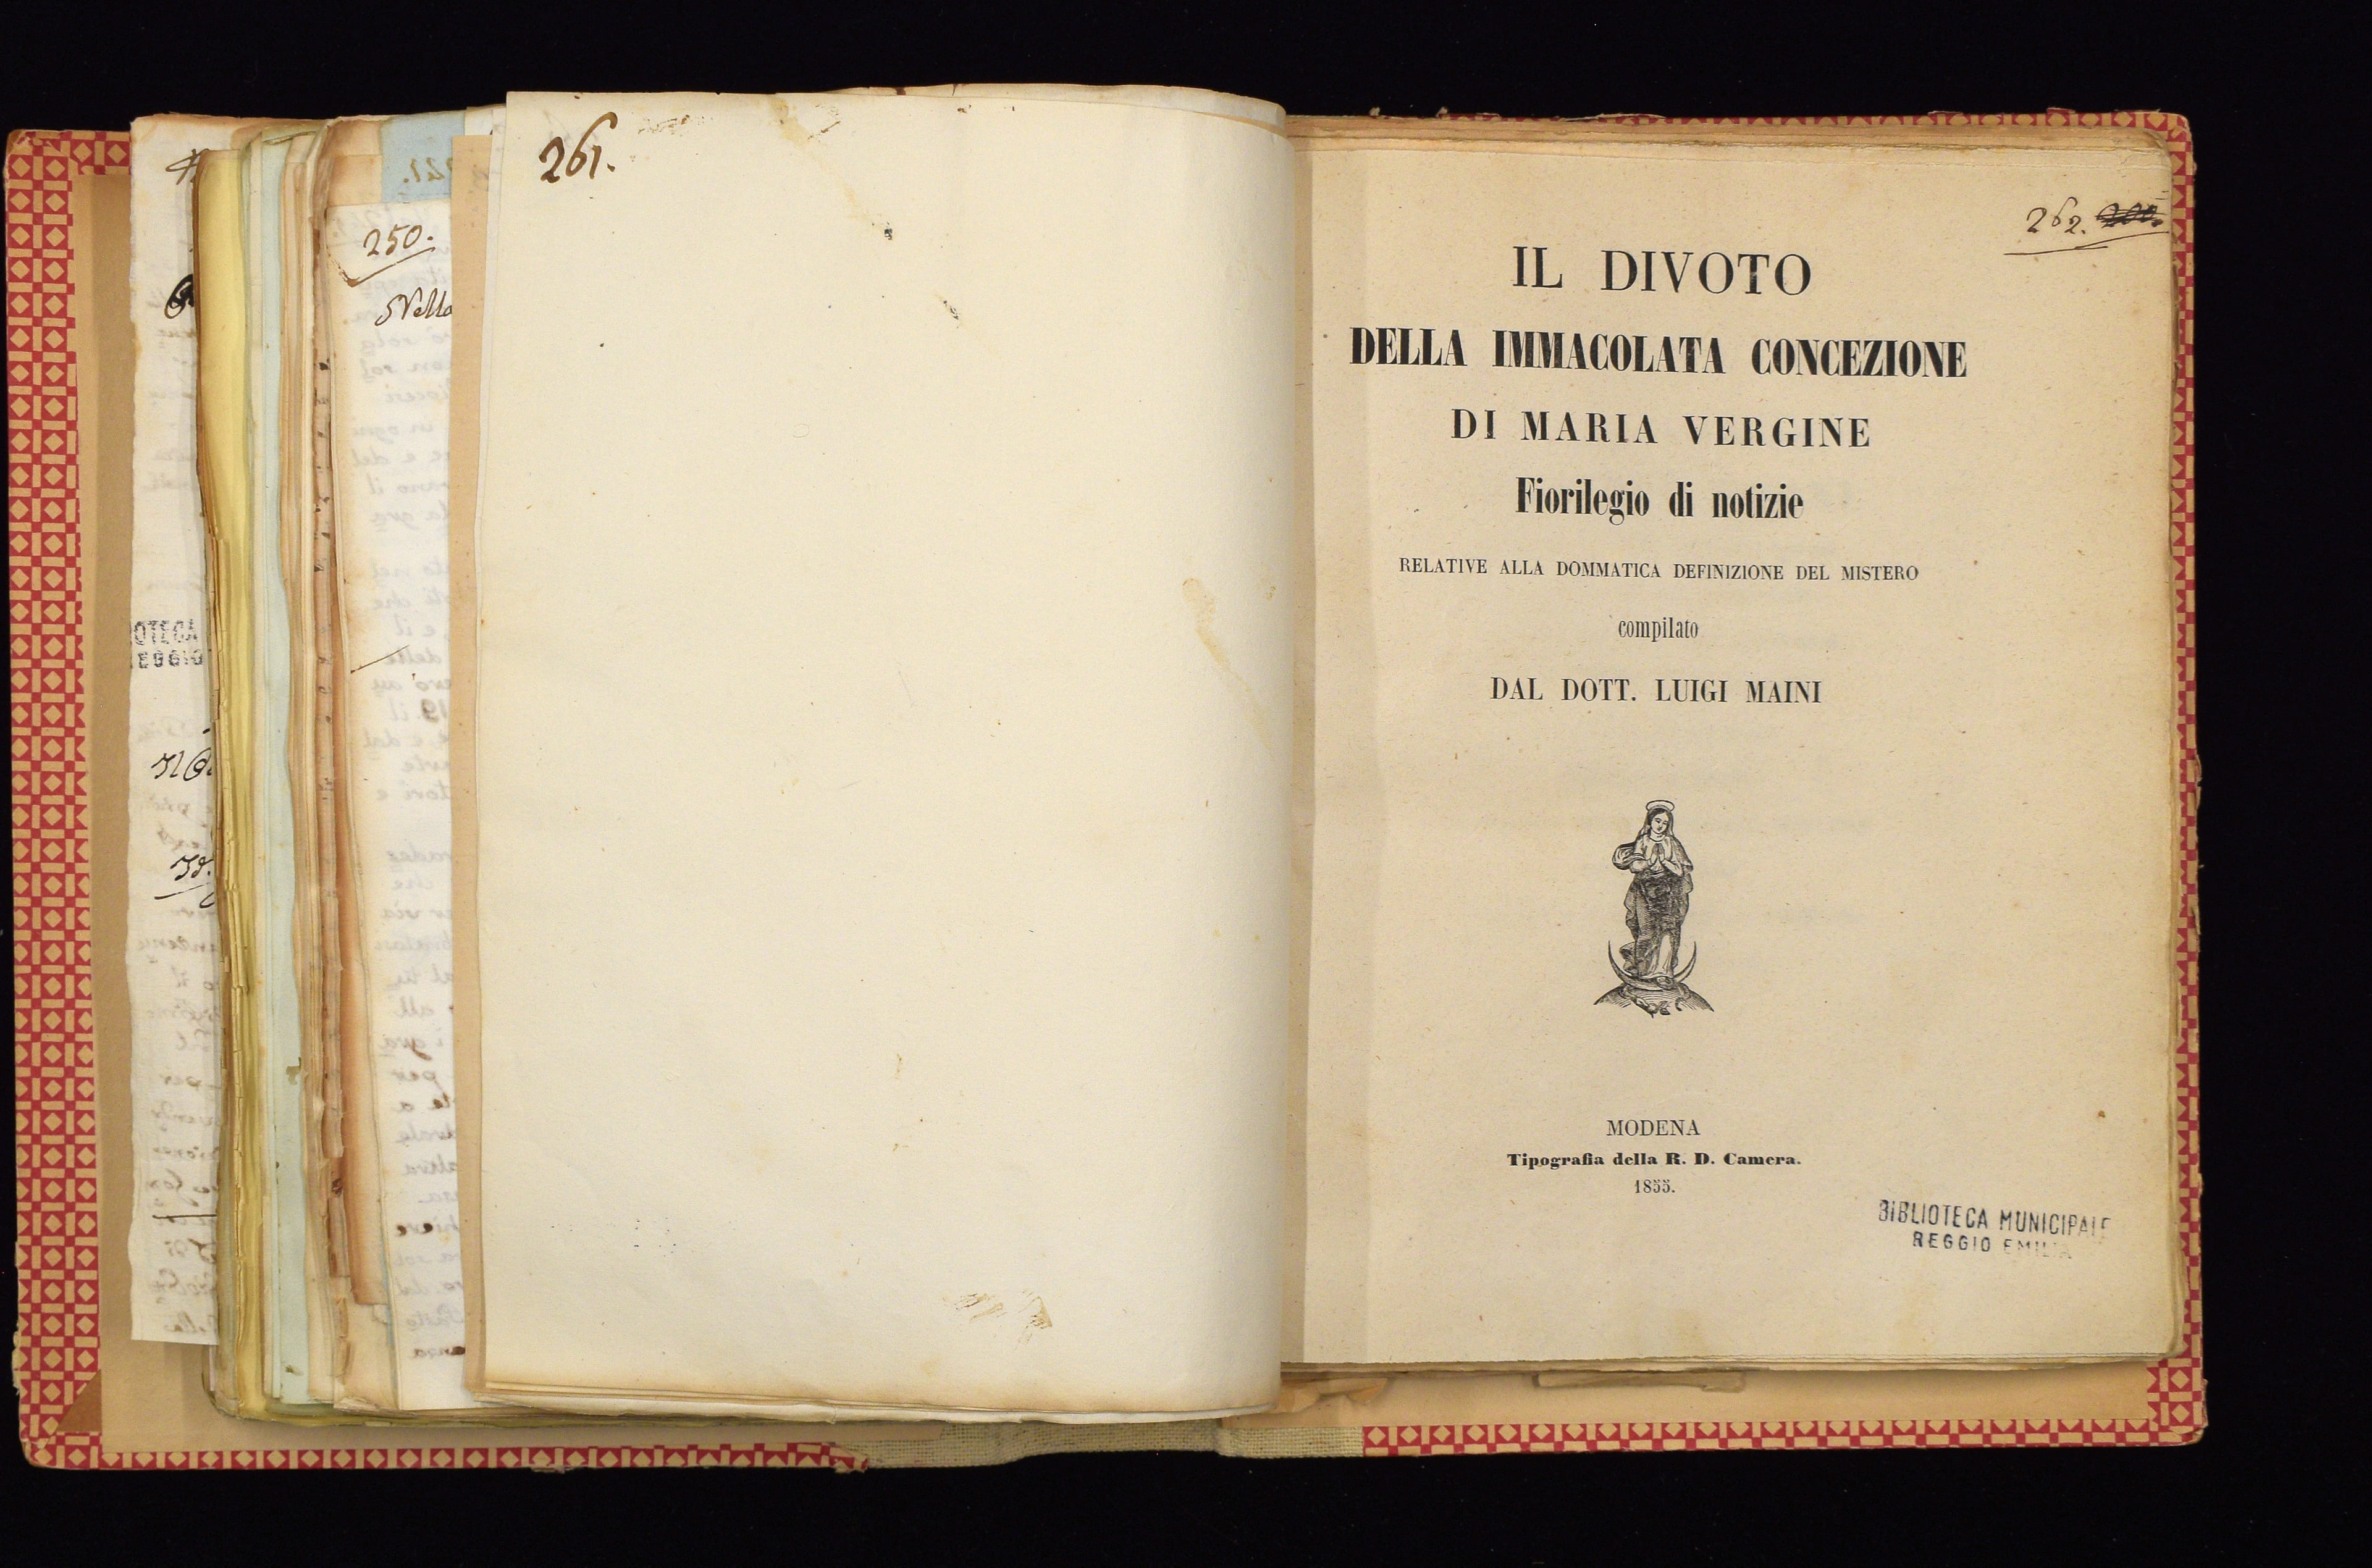 261.
250.
262. 200.
IL DIVOTO
DELLA IMMACOLATA CONCEZIONE
DI MARIA VERGINE
Fiorilegio di notizie
RELATIVE ALLA DOMMATICA DEFINIZIONE DEL MISTERO
compilato
DAL DOTT. LUIGI MAINI
MODENA
Tipografia della R. D. Camera.
1855.
BIBLIOTECA MUNICIPALE
REGGIO EMILIA